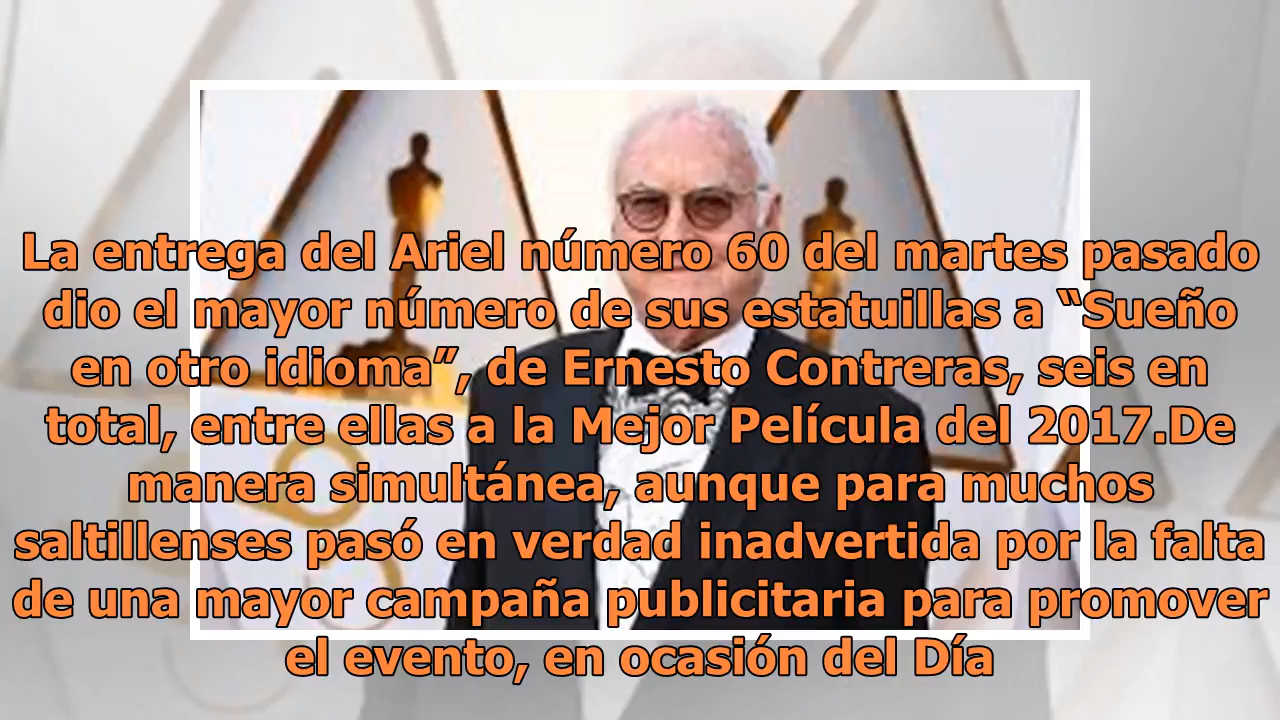 La entrega del Ariel número 60 del martes pasado
dio el mayor número de sus estatuillas a “Sueño
en otro idioma”, de Ernesto Contreras, seis en
total, entre ellas a la Mejor Película del 2017.De
manera simultánea, aunque para muchos
saltillenses pasó en verdad inadvertida por la falta
de una mayor campaña publicitaria para promover
el evento, en ocasión del Día